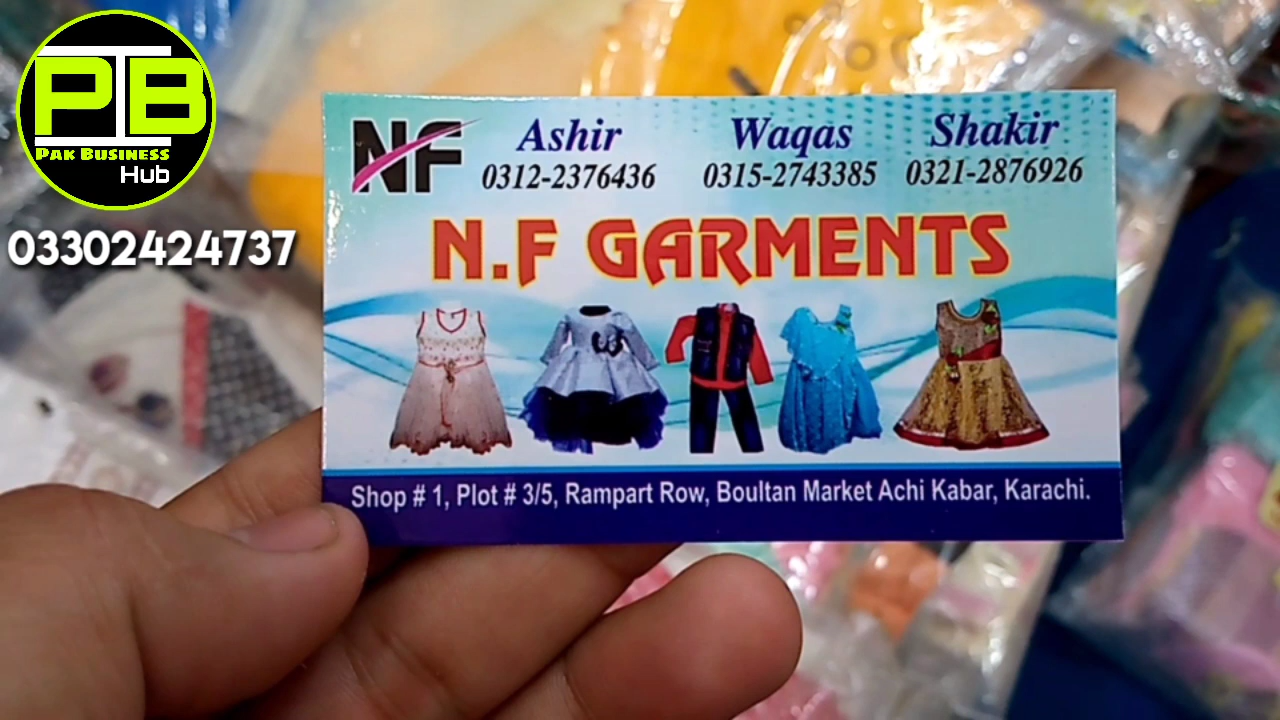 PB
PAK BUSINESS
Hub
03302424737
NF
Ashir
0312-2376436
Waqas
0315-2743385
Shakir
0321-2876926
N.F GARMENTS
Shop # 1, Plot # 3/5, Rampart Row, Boultan Market Achi Kabar, Karachi.